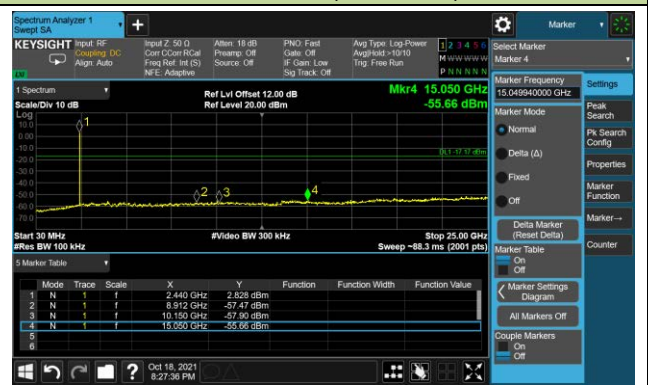 Spectrum Analyzer 1
Swept SA
+
Marker
KEYSIGHT
Input: RF
Coupling: DC
Align: Auto
Input Z: 50 Ω
Corr CCorr RCal
Freq Ref: Int (S)
NFE: Adaptive
Atten: 18 dB
Preamp: Off
Source: Off
PNO: Fast
Gate: Off
IF Gain: Low
Sig Track: Off
Avg Type: Log-Power
Avg|Hold:>10/10
Trig: Free Run
1 2 3 4 5 6
M W W W W W
P N N N N N
Select Marker
Marker 4
1 Spectrum
Scale/Div 10 dB
Ref Lvl Offset 12.00 dB
Ref Level 20.00 dBm
Mkr4 15.050 GHz
-55.66 dBm
Log
10.0
0.00
-10.0
-20.0
-30.0
-40.0
-50.0
-60.0
-70.0
1
2
3
4
DL1 -17.17 dBm
Start 30 MHz
#Res BW 100 kHz
#Video BW 300 kHz
Stop 25.00 GHz
Sweep ~88.3 ms (2001 pts)
5 Marker Table
Mode Trace Scale X Y Function Function Width Function Value
1 N 1 f 2.440 GHz 2.828 dBm
2 N 1 f 8.912 GHz -57.47 dBm
3 N 1 f 10.150 GHz -57.90 dBm
4 N 1 f 15.050 GHz -55.66 dBm
5
6
Marker Frequency
15.049940000 GHz
Marker Mode
Normal
Delta (Δ)
Fixed
Off
Delta Marker
(Reset Delta)
Marker Table
On
Off
Marker Settings
Diagram
All Markers Off
Couple Markers
On
Off
Settings
Peak
Search
Pk Search
Config
Properties
Marker
Function
Marker→
Counter
?
Oct 18, 2021
8:27:36 PM